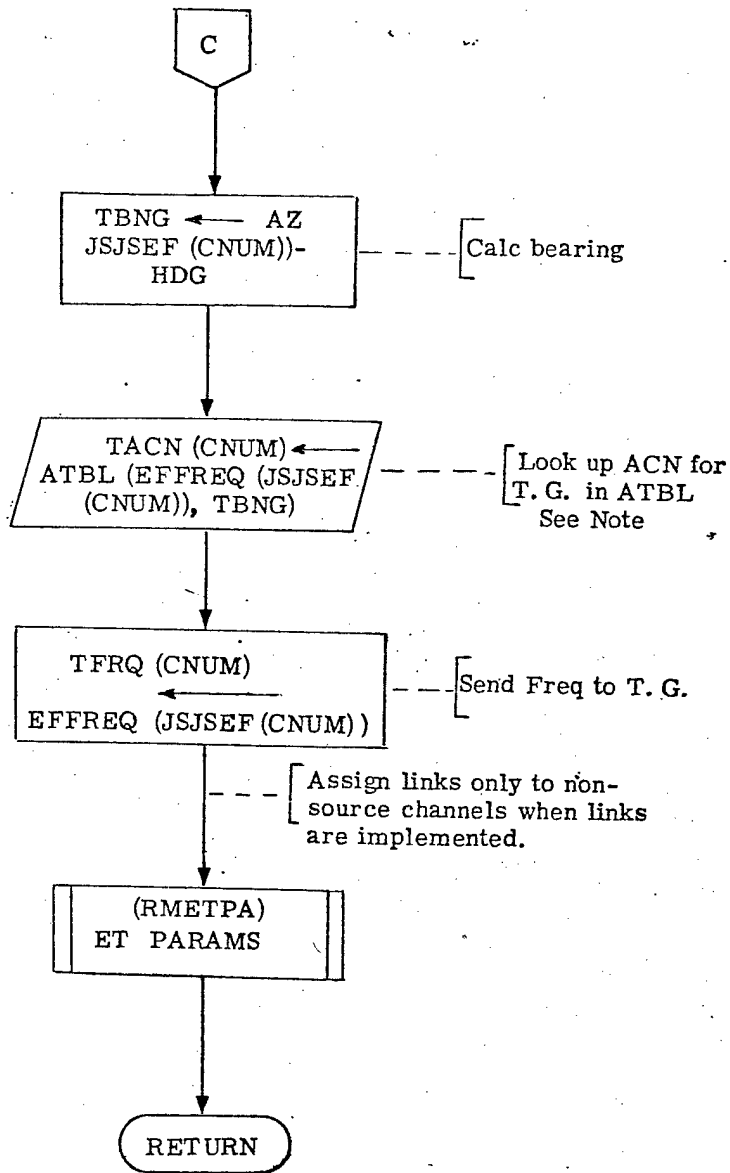 C
TBNG ← AZ
JSJSEF (CNUM))-
HDG
Calc bearing
TACN (CNUM) ←
ATBL (EFFREQ (JSJSEF
(CNUM)), TBNG)
Look up ACN for
T. G. in ATBL
See Note
TFRQ (CNUM)
←
EFFREQ (JSJSEF (CNUM))
Send Freq to T. G.
Assign links only to non-
source channels when links
are implemented.
(RMETPA)
ET PARAMS
RETURN